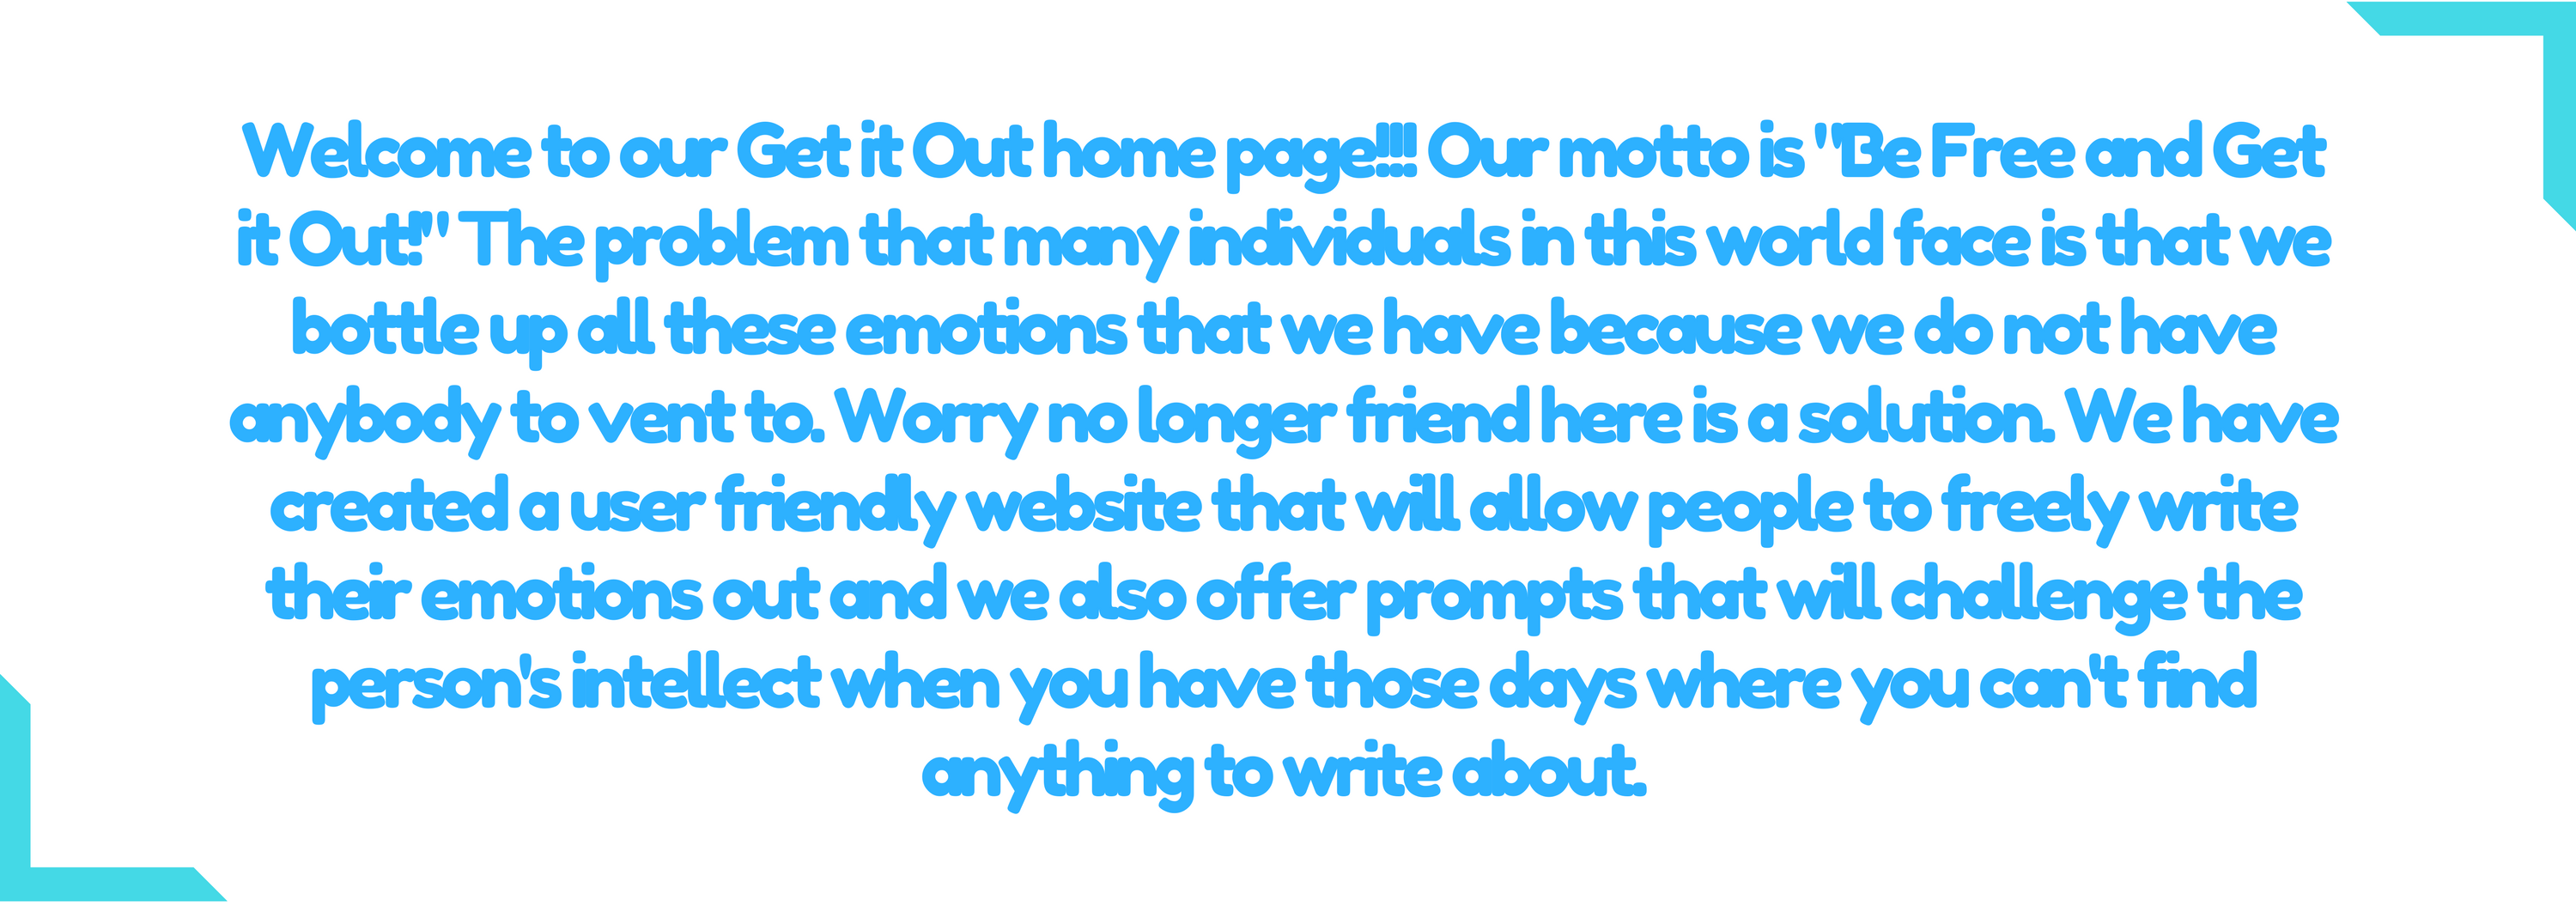 Welcome to our Get it Out home page!!! Our motto is "Be Free and Get
it Out!" The problem that many individuals in this world face is that we
bottle up all these emotions that we have because we do not have
anybody to vent to. Worry no longer friend here is a solution. We have
created a user friendly website that will allow people to freely write
their emotions out and we also offer prompts that will challenge the
person's intellect when you have those days where you can't find
anything to write about.